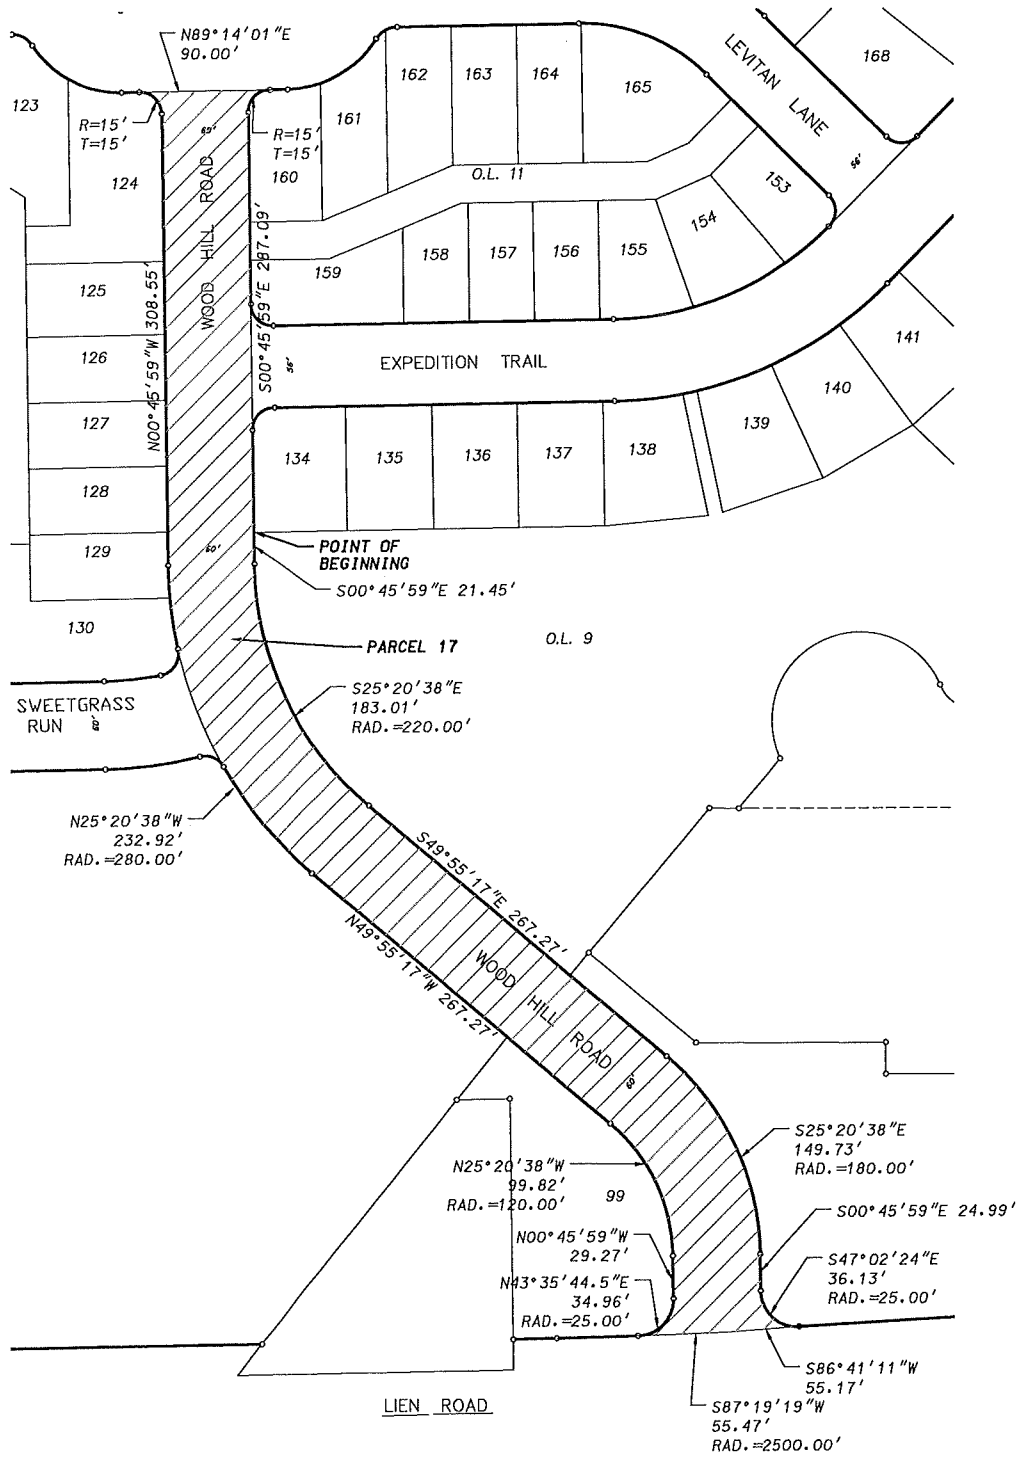 N89°14'01"E
90.00'
LEVITAN LANE
168
123
162
163
164
165
161
R=15'
T=15'
R=15'
T=15'
60'
124
160
O.L. 11
153
56'
154
WOOD HILL ROAD
125
159
158
157
156
155
N00°45'59"W 308.55'
S00°45'59"E 287.09'
126
56'
EXPEDITION TRAIL
141
140
127
139
134
135
136
137
138
128
129
60'
POINT OF
BEGINNING
S00°45'59"E 21.45'
130
PARCEL 17
O.L. 9
SWEETGRASS
RUN
60'
S25°20'38"E
183.01'
RAD.=220.00'
N25°20'38"W
232.92'
RAD.=280.00'
S49°55'17"E 267.27'
N49°55'17"W 267.27'
WOOD HILL ROAD
60'
S25°20'38"E
149.73'
RAD.=180.00'
N25°20'38"W
99.82'
RAD.=120.00'
99
S00°45'59"E 24.99'
N00°45'59"W
29.27'
S47°02'24"E
36.13'
RAD.=25.00'
N43°35'44.5"E
34.96'
RAD.=25.00'
S86°41'11"W
55.17'
LIEN ROAD
S87°19'19"W
55.47'
RAD.=2500.00'